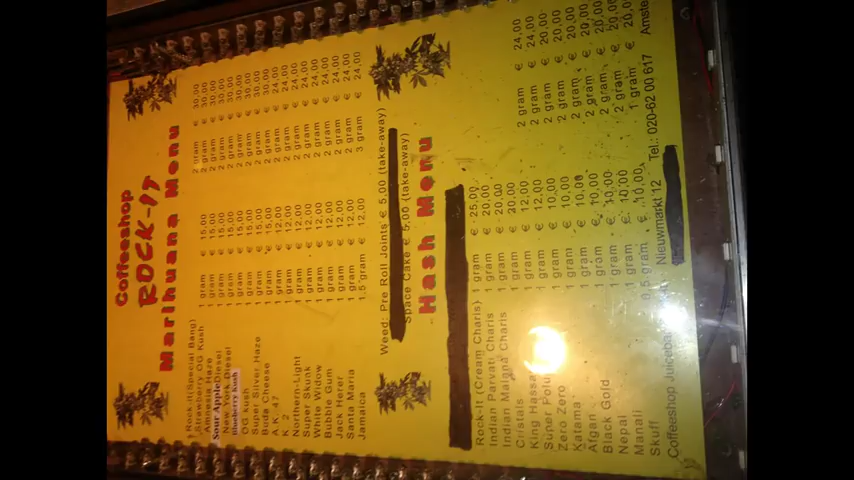 Coffeeshop
ROCK-IT
Marihuana Menu
Rock-it(Special Bang)
Strawberry OG Kush 1 gram € 15,00 2 gram € 30,00
Amnesia Haze 1 gram € 15,00 2 gram € 30,00
Sour AppleDiesel 1 gram € 15,00 2 gram € 30,00
New York Diesel 1 gram € 15,00 2 gram € 30,00
Blueberry Kush 1 gram € 15,00 2 gram € 30,00
OG kush 1 gram € 15,00 2 gram € 30,00
Super Silver Haze 1 gram € 15,00 2 gram € 30,00
Buda Cheese 1 gram € 15,00 2 gram € 30,00
A K 47 1 gram € 12,00 2 gram € 24,00
K 2 1 gram € 12,00 2 gram € 24,00
Northern-Light 1 gram € 12,00 2 gram € 24,00
Super Skunk 1 gram € 12,00 2 gram € 24,00
White Widow 1 gram € 12,00 2 gram € 24,00
Bubble Gum 1 gram € 12,00 2 gram € 24,00
Jack Herer 1 gram € 12,00 2 gram € 24,00
Santa Maria 1 gram € 12,00 2 gram € 24,00
Jamaica 1,5 gram € 12,00 3 gram € 24,00
Weed: Pre Roll Joints € 5,00 (take-away)
Space Cake € 5,00 (take-away)
Hash Menu
Rock-It (Cream Charis) 1 gram € 25,00
Indian Parvati Charis 1 gram € 20,00
Indian Charis 1 gram € 20,00
Cristals 1 gram € 12,00 2 gram € 24,00
King 1 gram € 12,00 2 gram € 24,00
Super 1 gram € 10,00 2 gram € 20,00
Zero Zero 1 gram € 10,00 2 gram € 20,00
Katama 1 gram € 10,00 2 gram € 20,00
Afgan 1 gram € 10,00 2 gram € 20,00
Black Gold 1 gram € 10,00 2 gram € 20,00
Nepal 1 gram € 10,00 2 gram € 20,00
Manali 1 gram € 10,00 2 gram € 20,00
Skuff 0,5 gram € 10,00 1 gram € 20,
Coffeeshop Nieuwmarkt 12 Tel.: 020-62 00 617